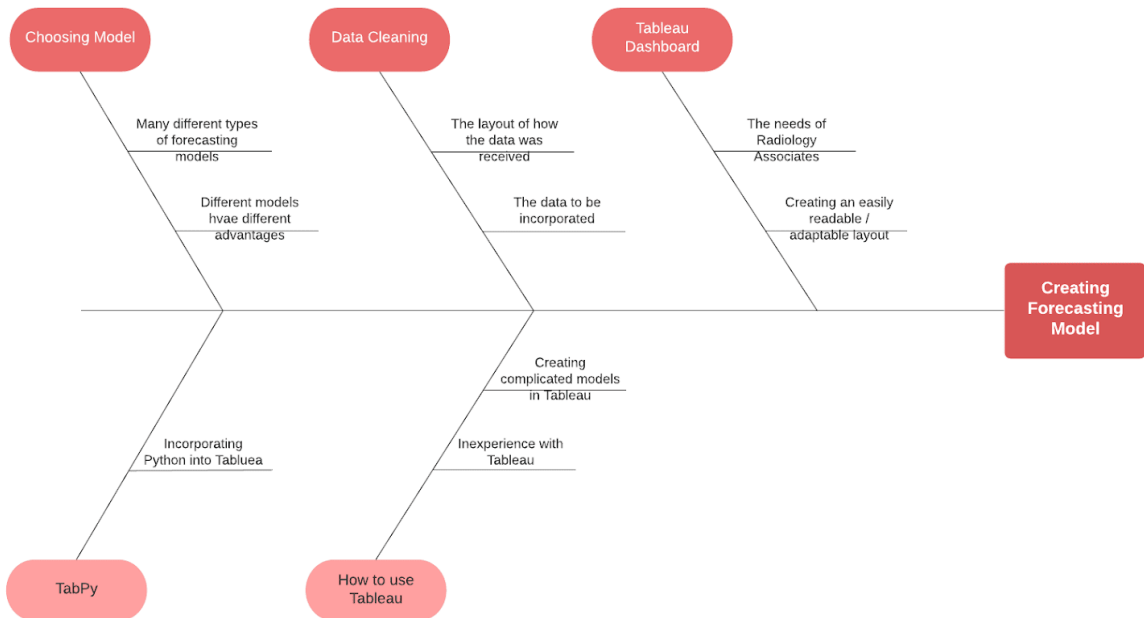 Choosing Model
Data Cleaning
Tableau
Dashboard
Many different types
of forecasting
models
The layout of how
the data was
received
The needs of
Radiology
Associates
Different models
hvae different
advantages
The data to be
incorporated
Creating an easily
readable /
adaptable layout
Creating
Forecasting
Model
Creating
complicated models
in Tableau
Incorporating
Python into Tabluea
Inexperience with
Tableau
TabPy
How to use
Tableau